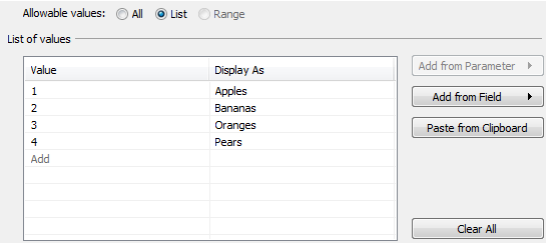 Allowable values: All List Range
List of values
Value Display As
1 Apples
2 Bananas
3 Oranges
4 Pears
Add
Add from Parameter
Add from Field
Paste from Clipboard
Clear All